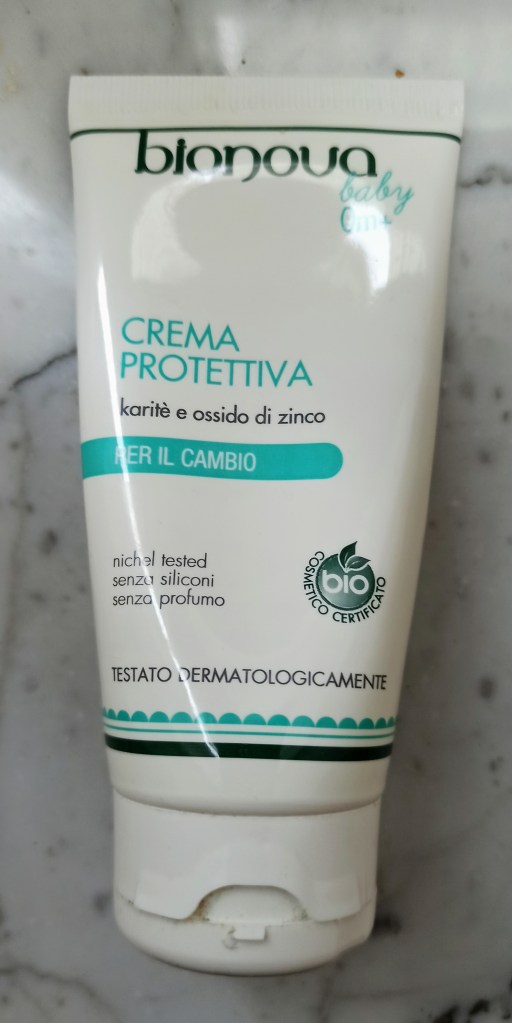 bionova
baby
0m+
CREMA
PROTETTIVA
karitè e ossido di zinco
PER IL CAMBIO
nichel tested
senza siliconi
senza profumo
bio
COSMETICO CERTIFICATO
TESTATO DERMATOLOGICAMENTE